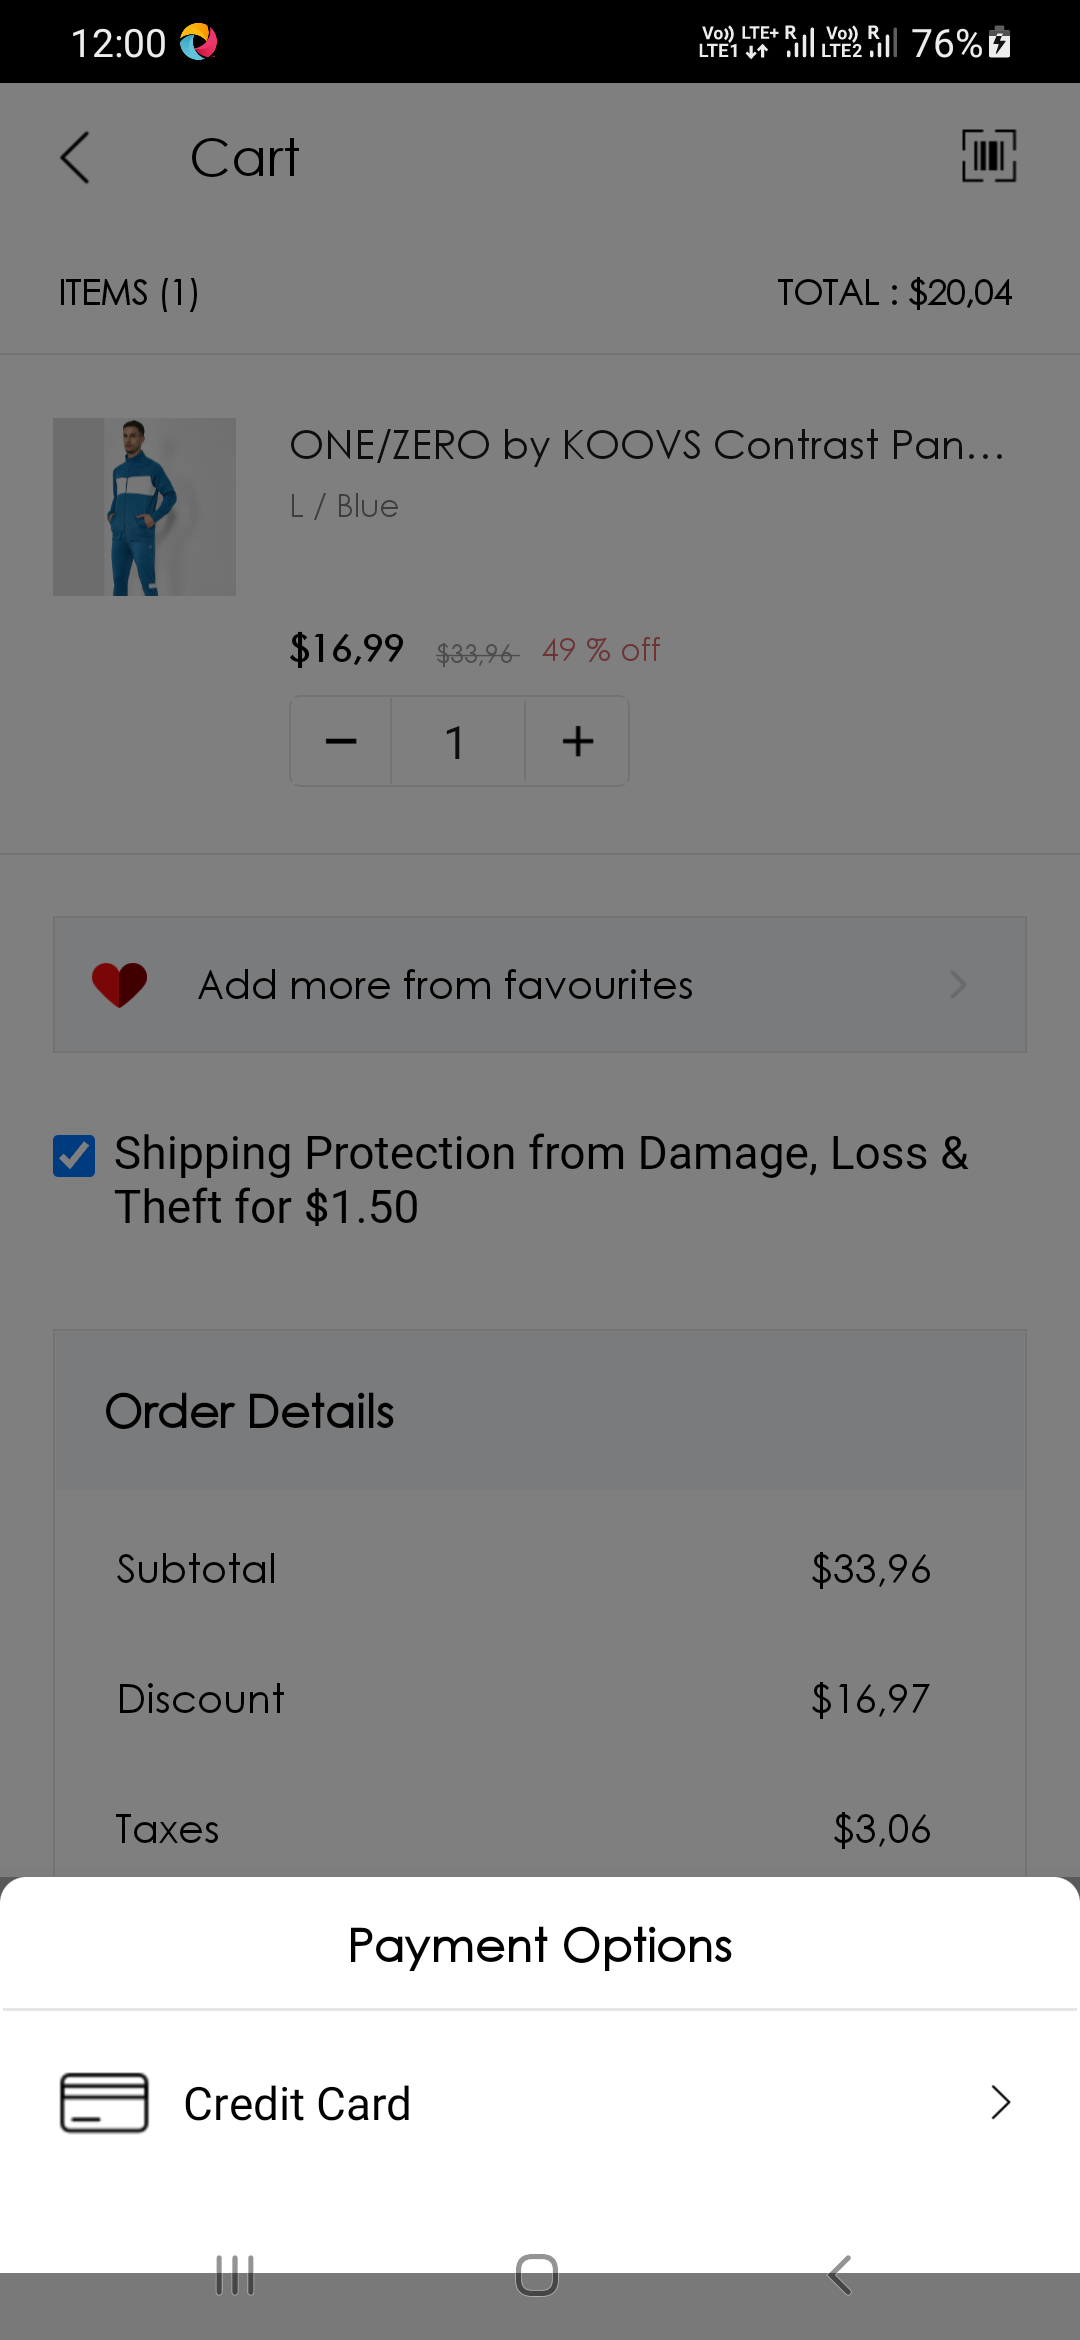 12:00
Vo)) LTE+ R Vo)) R 76%
LTE1 LTE2
Cart
ITEMS (1) TOTAL : $20,04
ONE/ZERO by KOOVS Contrast Pan...
L / Blue
$16,99 $33,96 49 % off
1
Add more from favourites
Shipping Protection from Damage, Loss &
Theft for $1.50
Order Details
Subtotal $33,96
Discount $16,97
Taxes $3,06
Payment Options
Credit Card